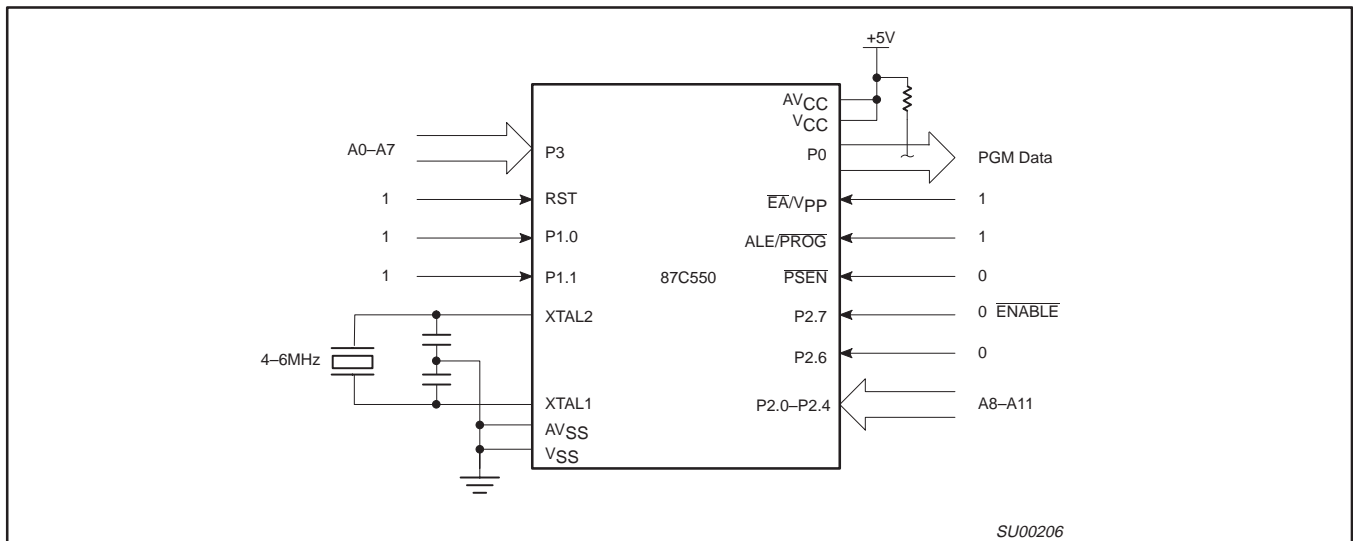 +5V
AVCC
VCC
A0–A7
P3
P0
PGM Data
1
RST
EA/VPP
1
1
P1.0
ALE/PROG
1
1
P1.1
87C550
PSEN
0
XTAL2
P2.7
0 ENABLE
4–6MHz
P2.6
0
XTAL1
P2.0–P2.4
A8–A11
AVSS
VSS
SU00206